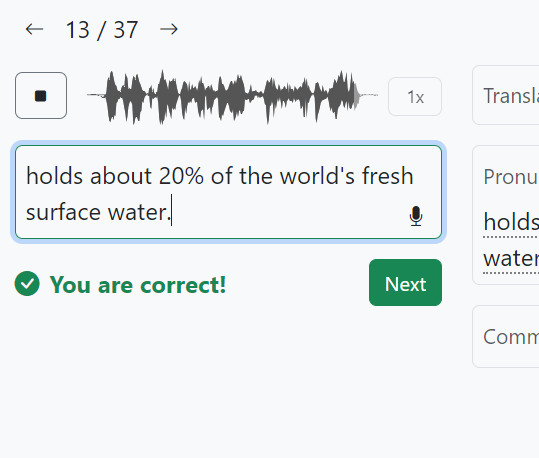 ← 13 / 37 →
1x
holds about 20% of the world's fresh
surface water.
You are correct!
Next
Transla
Pronu
holds
water
Comm